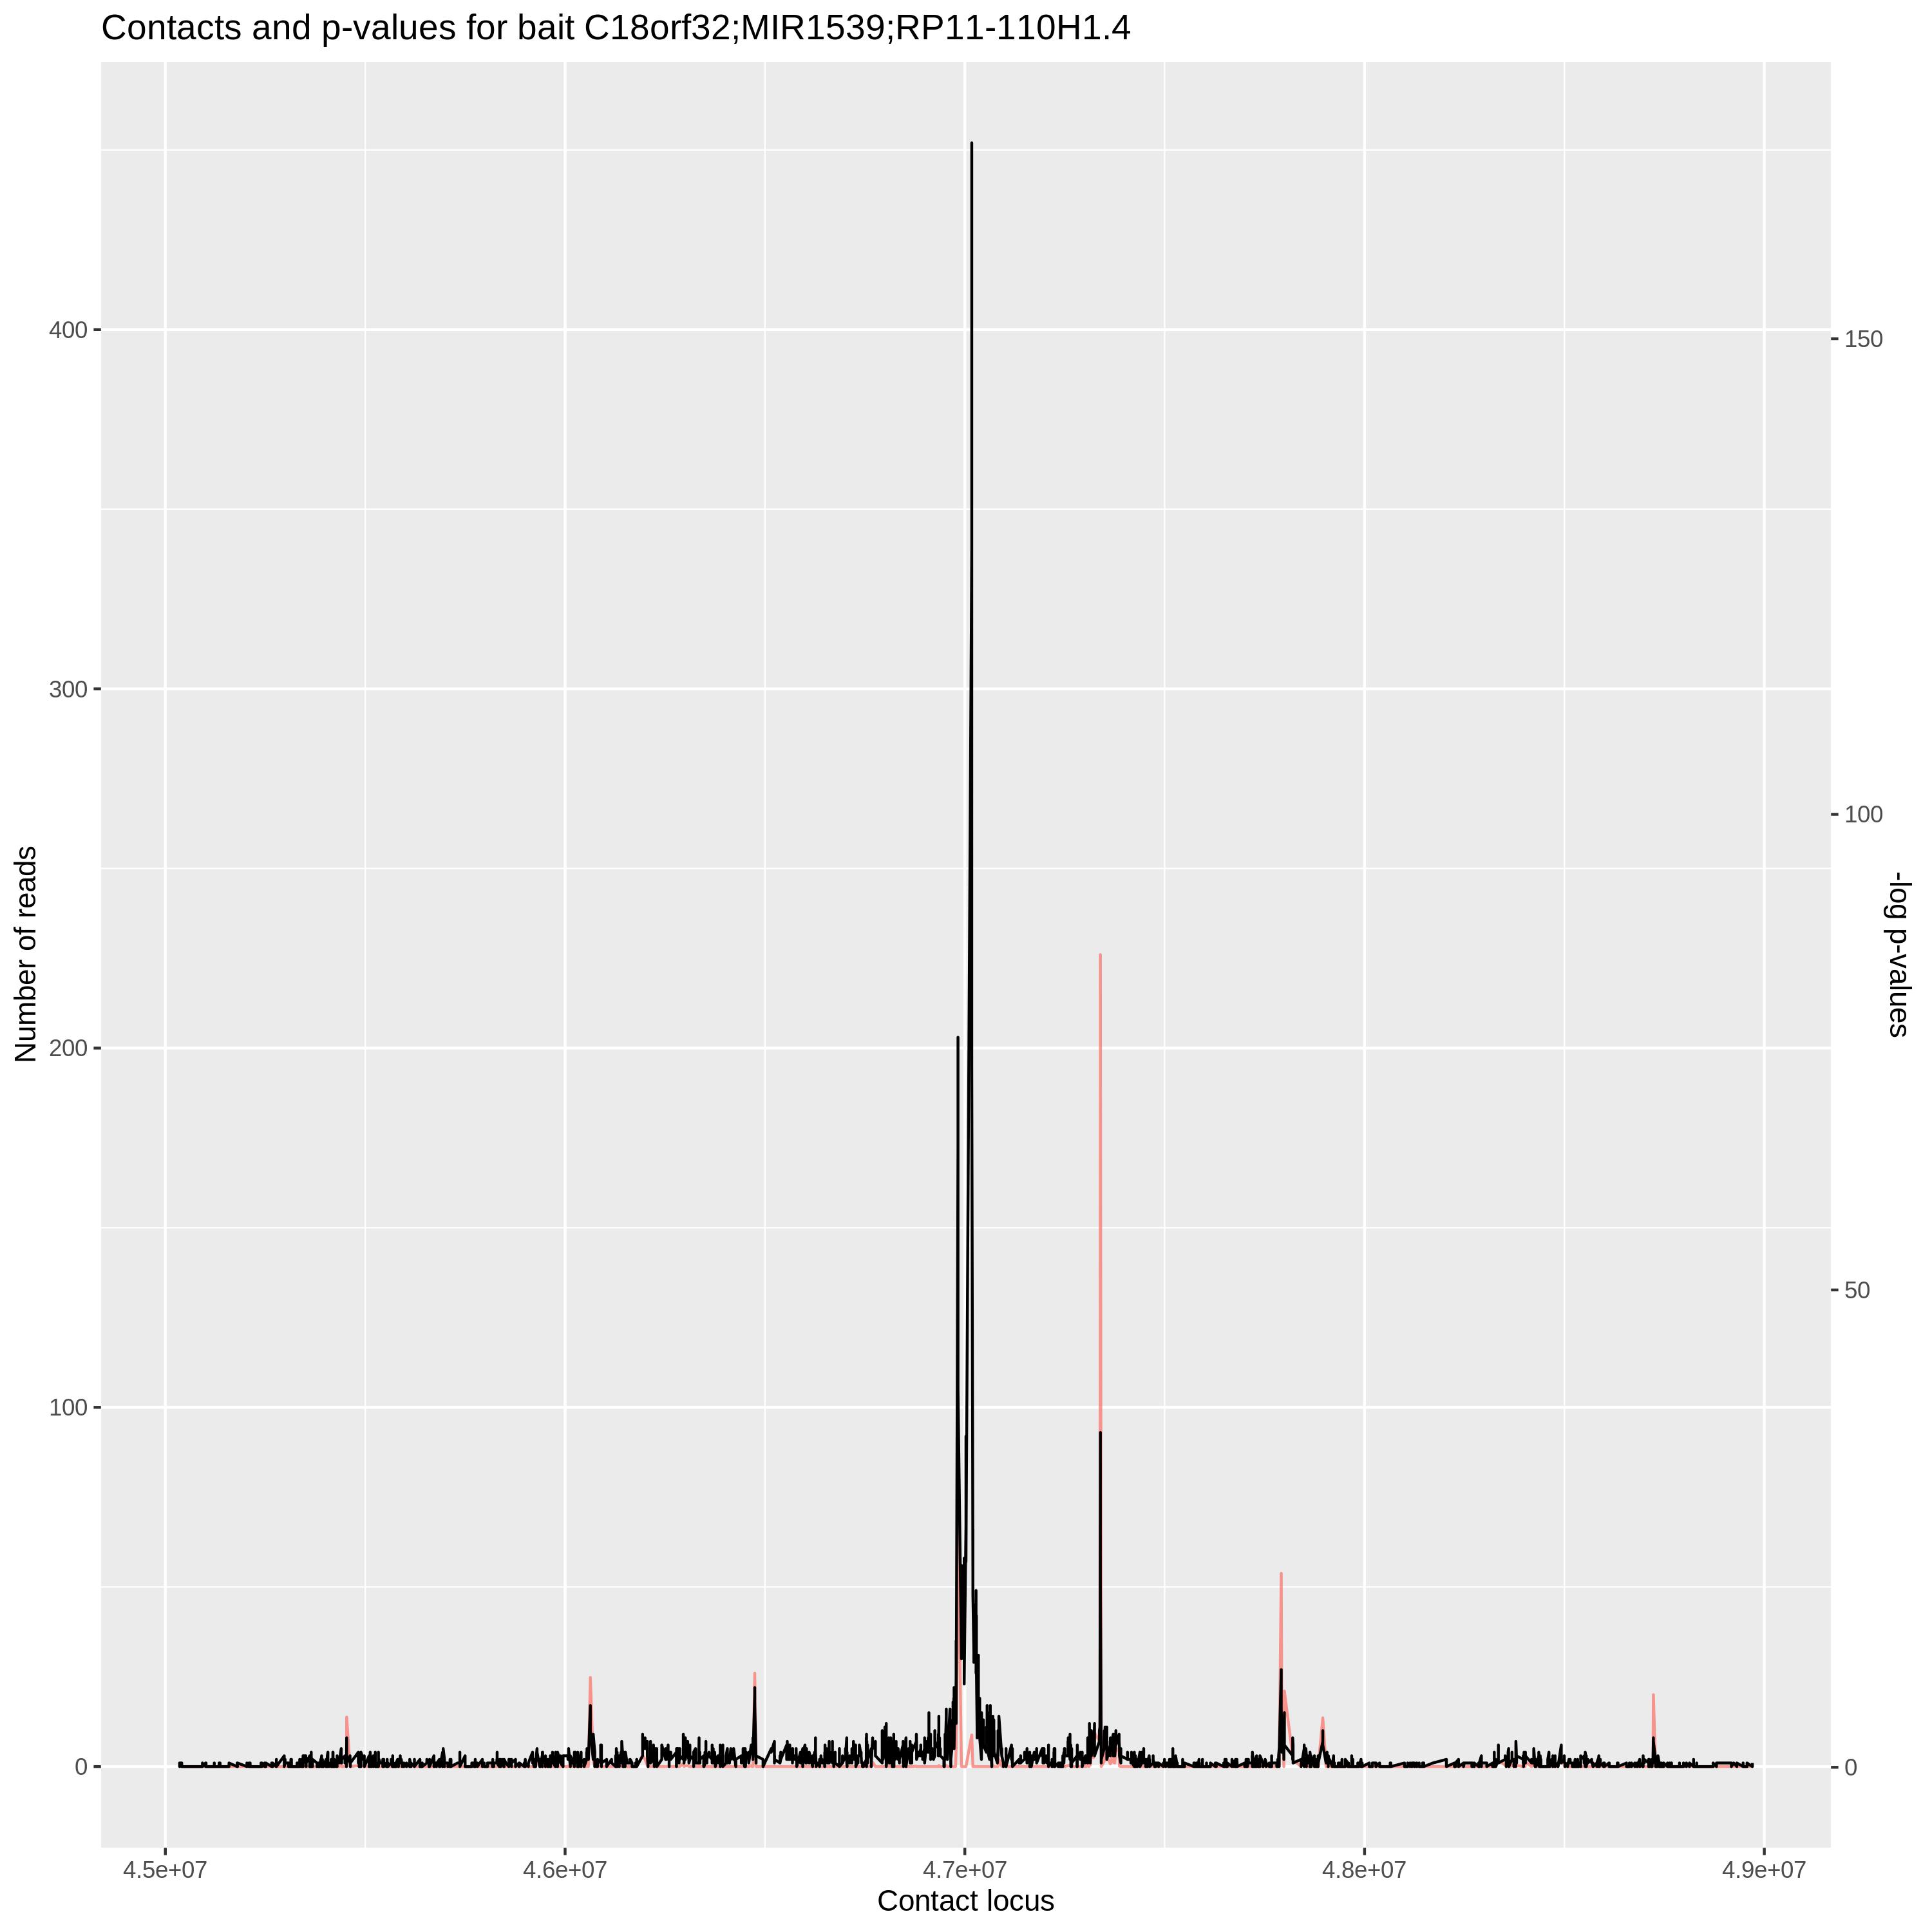 Contacts and p-values for bait C18orf32;MIR1539;RP11-110H1.4
400
300
200
100
0
Number of reads
150
100
50
0
-log p-values
4.5e+07
4.6e+07
4.7e+07
4.8e+07
4.9e+07
Contact locus